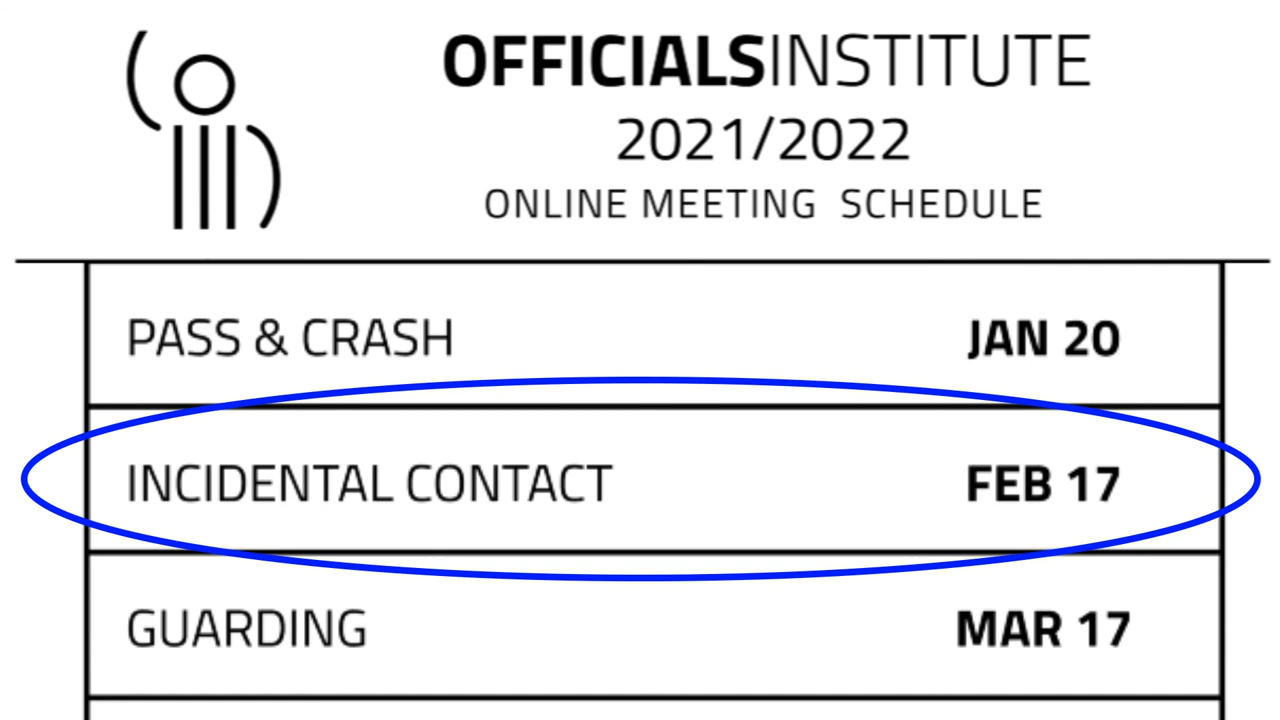 OFFICIALSINSTITUTE
2021/2022
ONLINE MEETING SCHEDULE
PASS & CRASH JAN 20
INCIDENTAL CONTACT FEB 17
GUARDING MAR 17